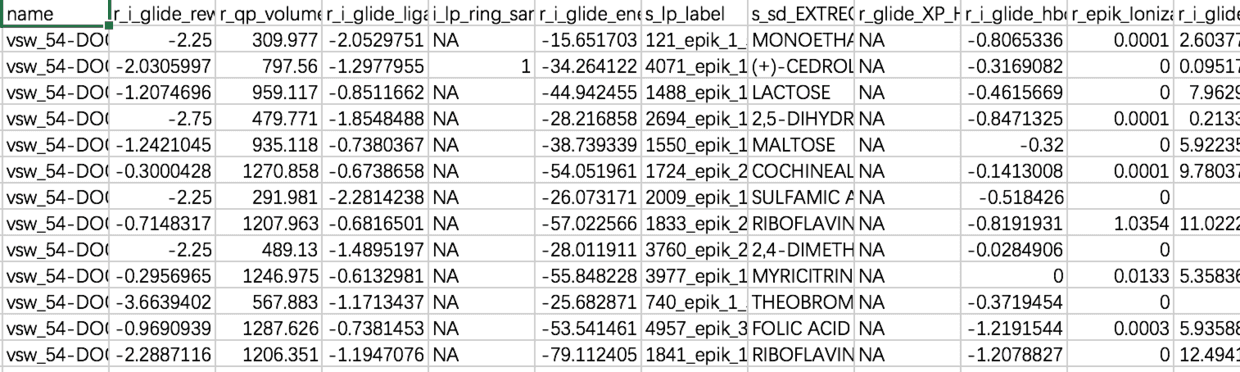 name r_i_glide_rew r_qp_volume r_i_glide_liga i_lp_ring_sar r_i_glide_ene s_lp_label s_sd_EXTREC r_glide_XP_H r_i_glide_hbo r_epik_Ioniza r_i_glide
vsw_54-DO -2.25 309.977 -2.0529751 NA -15.651703 121_epik_1_ MONOETHA NA -0.8065336 0.0001 2.60377
vsw_54-DO -2.0305997 797.56 -1.2977955 1 -34.264122 4071_epik_1 (+)-CEDROL NA -0.3169082 0 0.09517
vsw_54-DO -1.2074696 959.117 -0.8511662 NA -44.942455 1488_epik_1 LACTOSE NA -0.4615669 0 7.9629
vsw_54-DO -2.75 479.771 -1.8548488 NA -28.216858 2694_epik_1 2,5-DIHYDR NA -0.8471325 0.0001 0.2133
vsw_54-DO -1.2421045 935.118 -0.7380367 NA -38.739339 1550_epik_1 MALTOSE NA -0.32 0 5.92235
vsw_54-DO -0.3000428 1270.858 -0.6738658 NA -54.051961 1724_epik_2 COCHINEAL NA -0.1413008 0.0001 9.78037
vsw_54-DO -2.25 291.981 -2.2814238 NA -26.073171 2009_epik_1 SULFAMIC A NA -0.518426 0
vsw_54-DO -0.7148317 1207.963 -0.6816501 NA -57.022566 1833_epik_2 RIBOFLAVIN NA -0.8191931 1.0354 11.0222
vsw_54-DO -2.25 489.13 -1.4895197 NA -28.011911 3760_epik_2 2,4-DIMETH NA -0.0284906 0
vsw_54-DO -0.2956965 1246.975 -0.6132981 NA -55.848228 3977_epik_1 MYRICITRIN NA 0 0.0133 5.35836
vsw_54-DO -3.6639402 567.883 -1.1713437 NA -25.682871 740_epik_1_ THEOBROM NA -0.3719454 0
vsw_54-DO -0.9690939 1287.626 -0.7381453 NA -53.541461 4957_epik_3 FOLIC ACID NA -1.2191544 0.0003 5.93588
vsw_54-DO -2.2887116 1206.351 -1.1947076 NA -79.112405 1841_epik_1 RIBOFLAVIN NA -1.2078827 0 12.4941